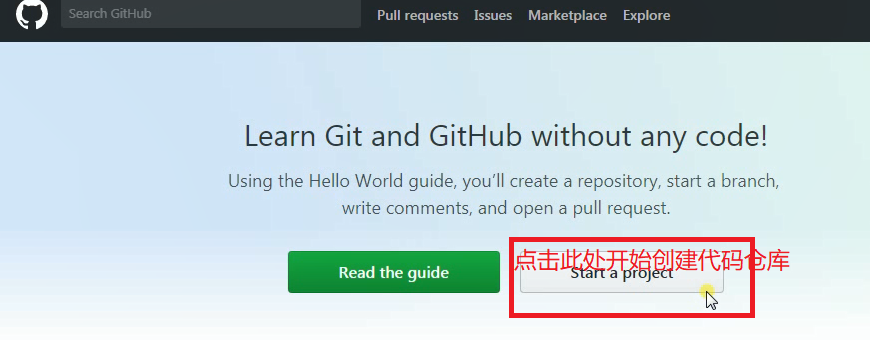 Search GitHub
Pull requests Issues Marketplace Explore
Learn Git and GitHub without any code!
Using the Hello World guide, you’ll create a repository, start a branch,
write comments, and open a pull request.
Read the guide
点击此处开始创建代码仓库
Start a project